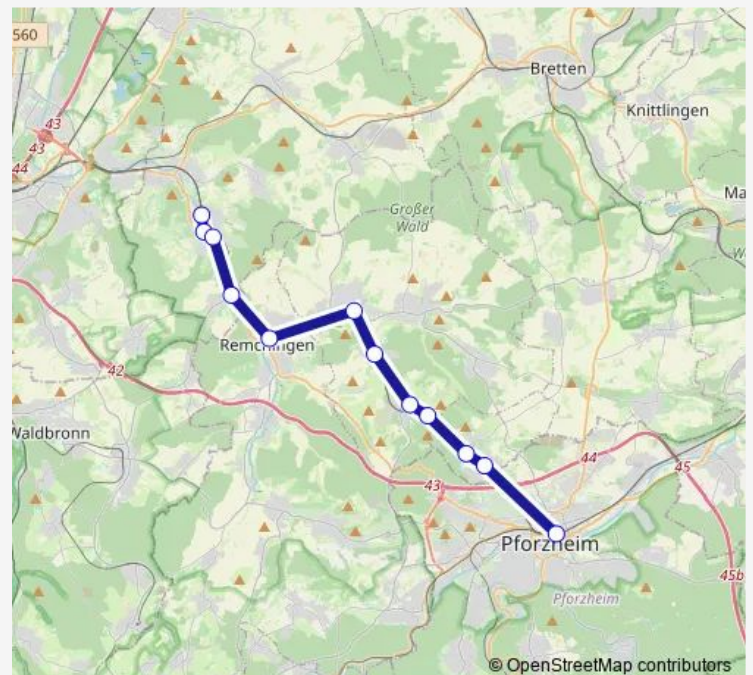 560
Bretten
Knittlingen
43
43
44
Ma
Großer
Wald
W
Remchingen
42
Waldbronn
44
45
43
Pforzheim
45b
Pforzheim
© OpenStreetMap contributors